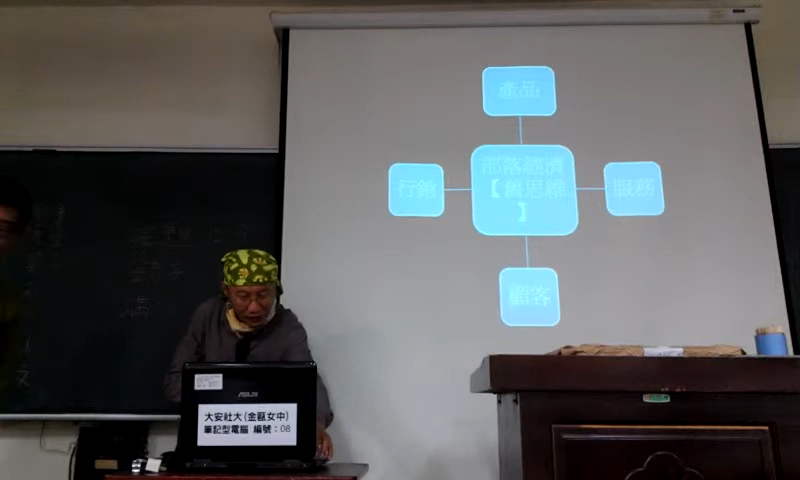 產品
行銷
部落經濟
【舊思維
】
服務
顧客
ASUS
大安社大(金甌女中)
筆記型電腦 編號：08